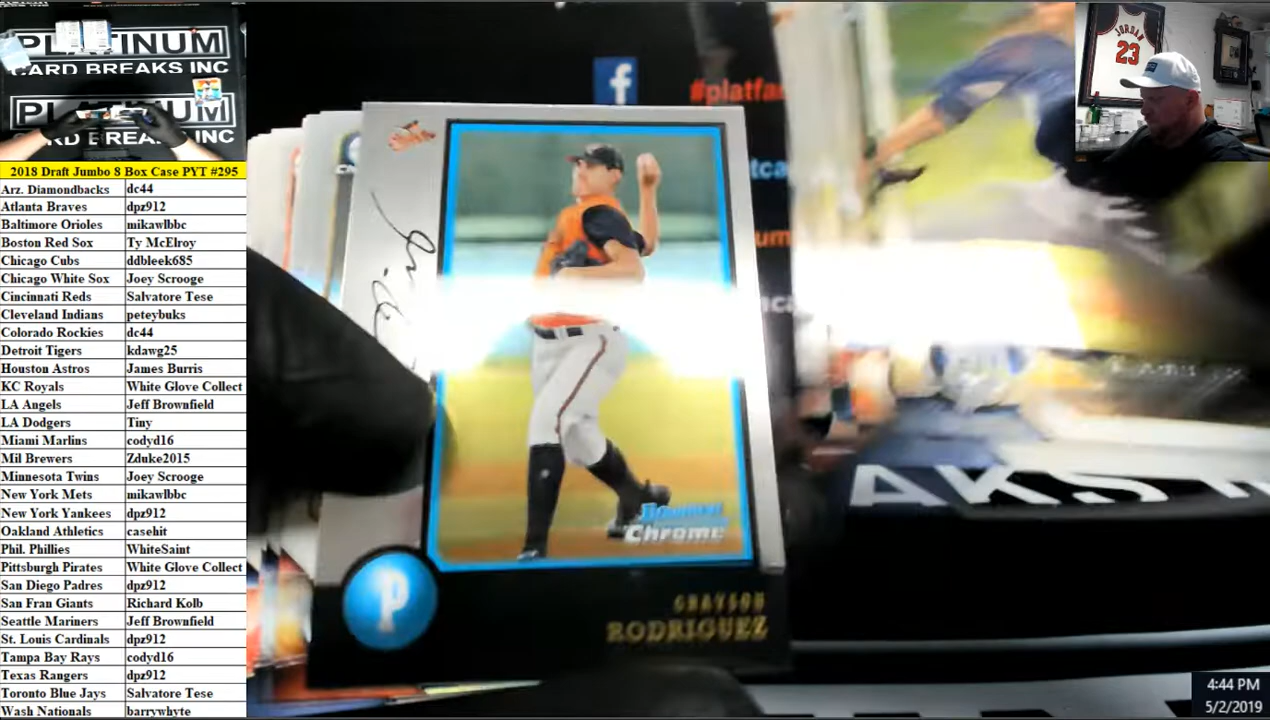 PLATINUM
CARD BREAKS INC
PLATINUM
CARD BREAKS INC
2018 Draft Jumbo 8 Box Case PYT #295
Arz. Diamondbacks dc44
Atlanta Braves dpz912
Baltimore Orioles mikawlbbc
Boston Red Sox Ty McElroy
Chicago Cubs ddbleek685
Chicago White Sox Joey Scrooge
Cincinnati Reds Salvatore Tese
Cleveland Indians peteybuks
Colorado Rockies dc44
Detroit Tigers kdawg25
Houston Astros James Burris
KC Royals White Glove Collect
LA Angels Jeff Brownfield
LA Dodgers Tiny
Miami Marlins codyd16
Mil Brewers Zduke2015
Minnesota Twins Joey Scrooge
New York Mets mikawlbbc
New York Yankees dpz912
Oakland Athletics casehit
Phil. Phillies WhiteSaint
Pittsburgh Pirates White Glove Collect
San Diego Padres dpz912
San Fran Giants Richard Kolb
Seattle Mariners Jeff Brownfield
St. Louis Cardinals dpz912
Tampa Bay Rays codyd16
Texas Rangers dpz912
Toronto Blue Jays Salvatore Tese
Wash Nationals barrywhyte
f
#platfa
Bowman
Chrome
P
GRAYSON
RODRIGUEZ
JORDAN
23
4:44 PM
5/2/2019